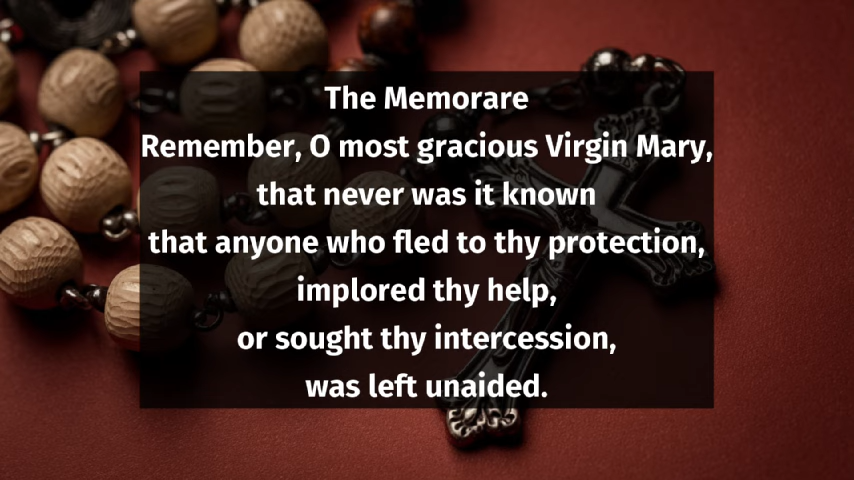 The Memorare
Remember, O most gracious Virgin Mary,
that never was it known
that anyone who fled to thy protection,
implored thy help,
or sought thy intercession,
was left unaided.